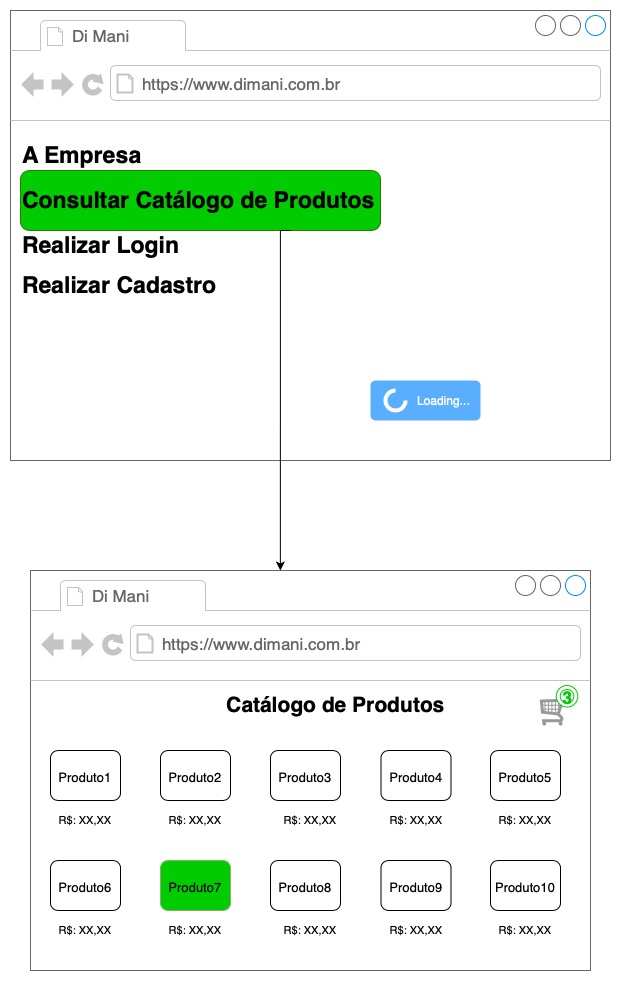 Di Mani
https://www.dimani.com.br
A Empresa
Consultar Catálogo de Produtos
Realizar Login
Realizar Cadastro
Loading...
Di Mani
https://www.dimani.com.br
Catálogo de Produtos
3
Produto1 Produto2 Produto3 Produto4 Produto5
R$: XX,XX R$: XX,XX R$: XX,XX R$: XX,XX R$: XX,XX
Produto6 Produto7 Produto8 Produto9 Produto10
R$: XX,XX R$: XX,XX R$: XX,XX R$: XX,XX R$: XX,XX